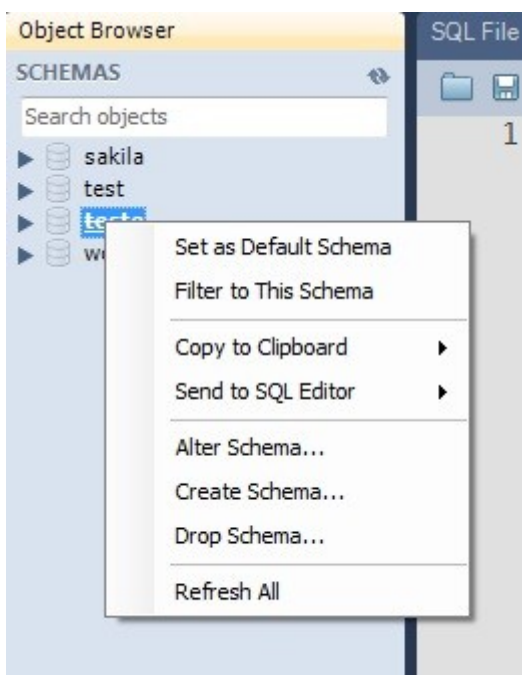 Object Browser
SQL File
SCHEMAS
Search objects
1
sakila
test
teste
Set as Default Schema
Filter to This Schema
Copy to Clipboard
Send to SQL Editor
Alter Schema...
Create Schema...
Drop Schema...
Refresh All